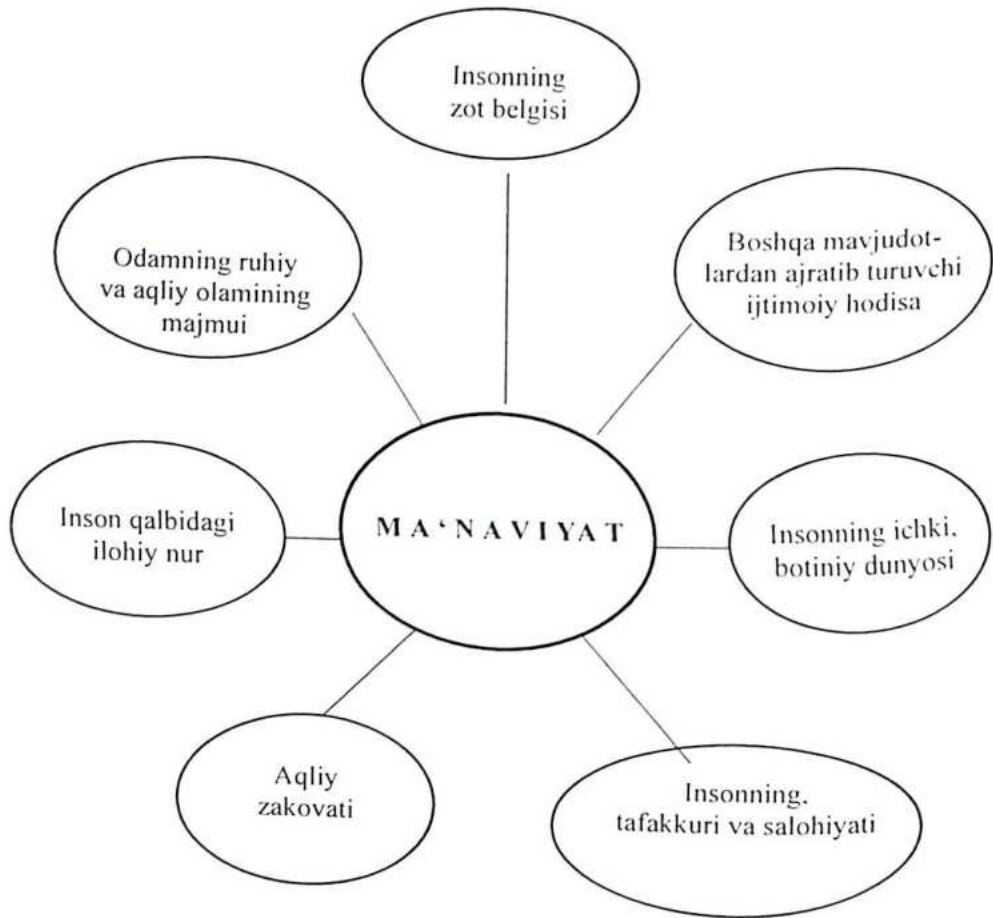 Insonning
zot belgisi
Odamning ruhiy
va aqliy olamining
majmui
Boshqa mavjudot-
lardan ajratib turuvchi
ijtimoiy hodisa
Inson qalbidagi
ilohiy nur
MA‘NAVIYAT
Insonning ichki,
botiniy dunyosi
Aqliy
zakovati
Insonning,
tafakkuri va salohiyati